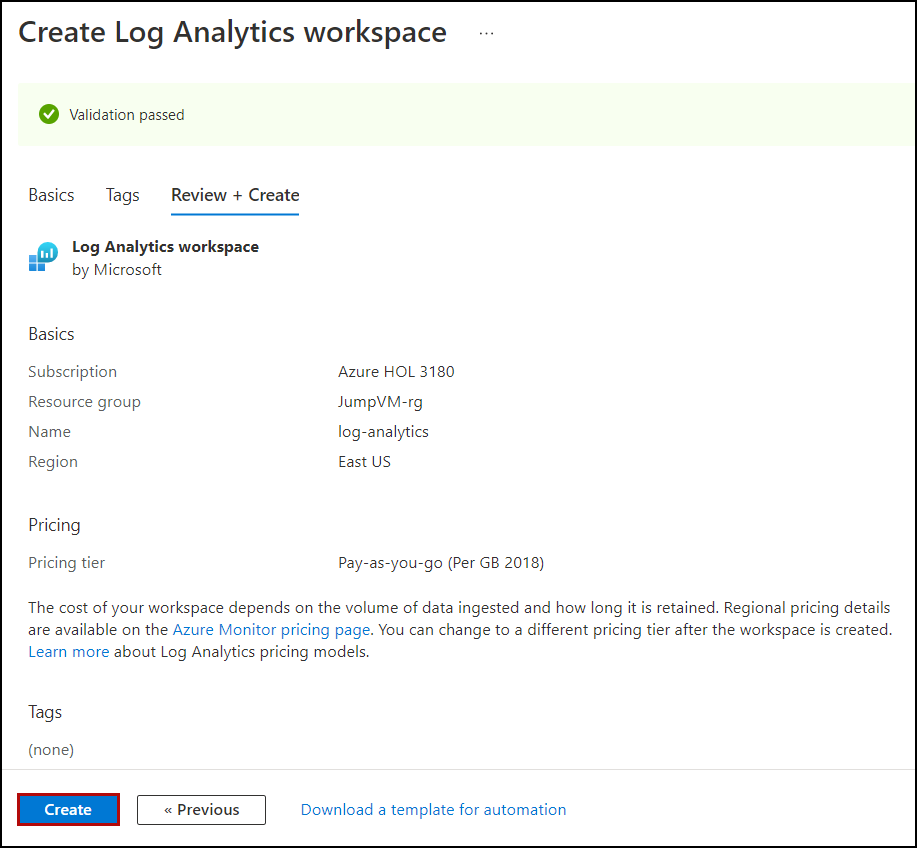 Create Log Analytics workspace ...
Validation passed
Basics Tags Review + Create
Log Analytics workspace
by Microsoft
Basics
Subscription Azure HOL 3180
Resource group JumpVM-rg
Name log-analytics
Region East US
Pricing
Pricing tier Pay-as-you-go (Per GB 2018)
The cost of your workspace depends on the volume of data ingested and how long it is retained. Regional pricing details
are available on the Azure Monitor pricing page. You can change to a different pricing tier after the workspace is created.
Learn more about Log Analytics pricing models.
Tags
(none)
Create « Previous Download a template for automation